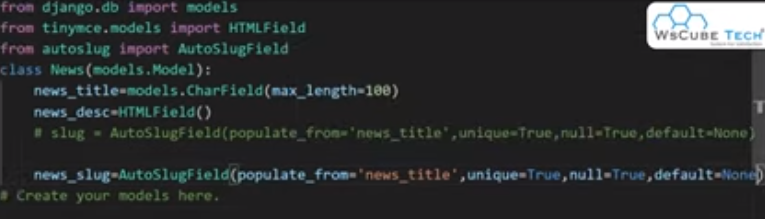 from django.db import models
from tinymce.models import HTMLField
from autoslug import AutoSlugField
class News(models.Model):
    news_title=models.CharField(max_length=100)
    news_desc=HTMLField()
    # slug = AutoSlugField(populate_from='news_title',unique=True,null=True,default=None)
    news_slug=AutoSlugField(populate_from='news_title',unique=True,null=True,default=None)
# Create your models here.
WsCube Tech